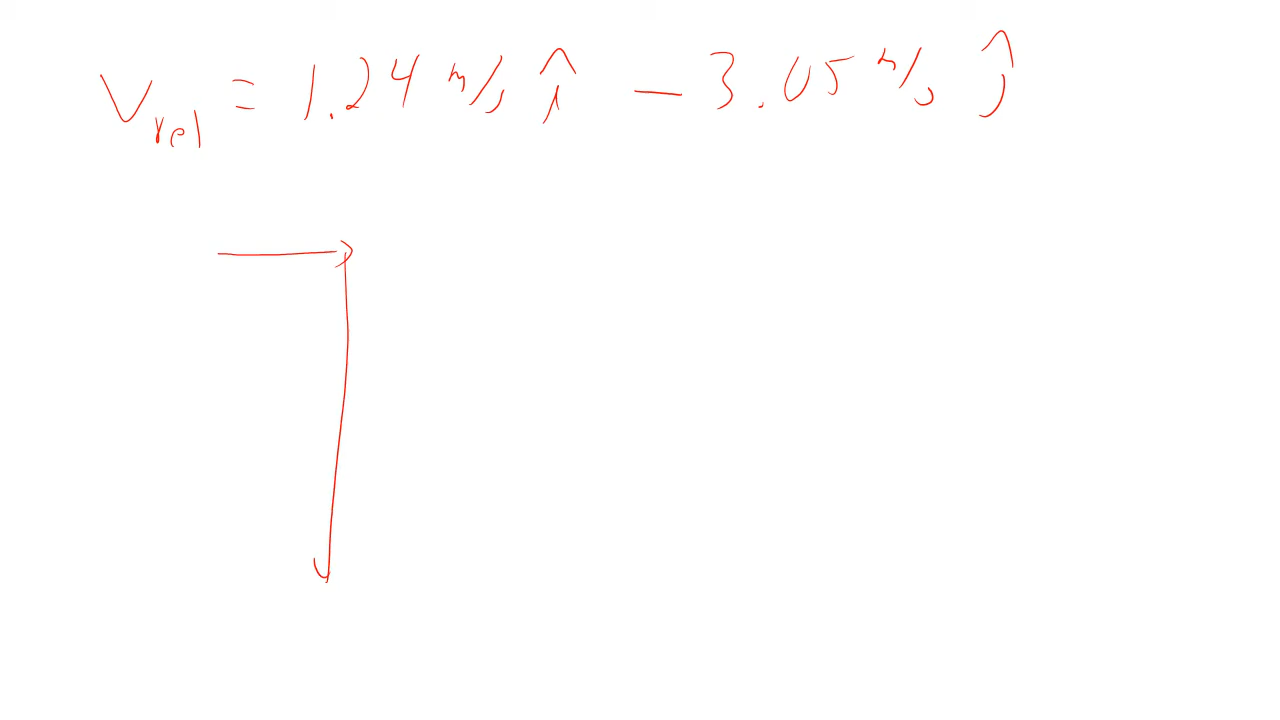 V_rel = 1.24 m/s î − 3.05 m/s ĵ